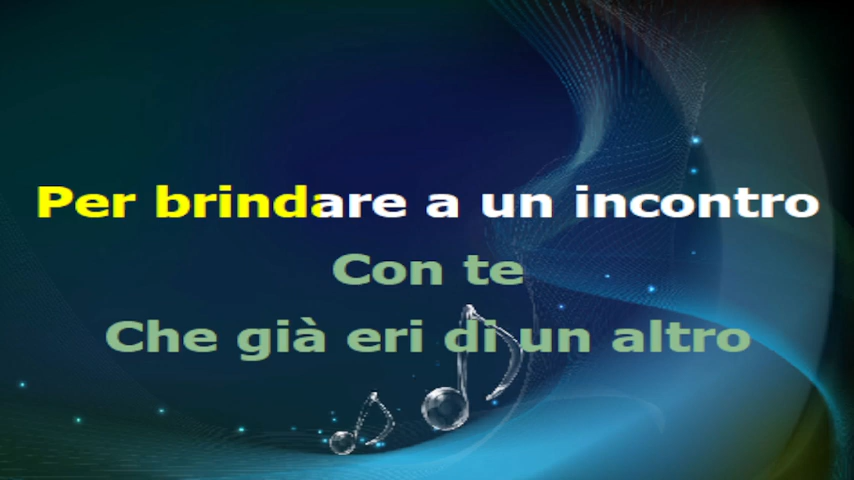 Per brindare a un incontro
Con te
Che già eri di un altro